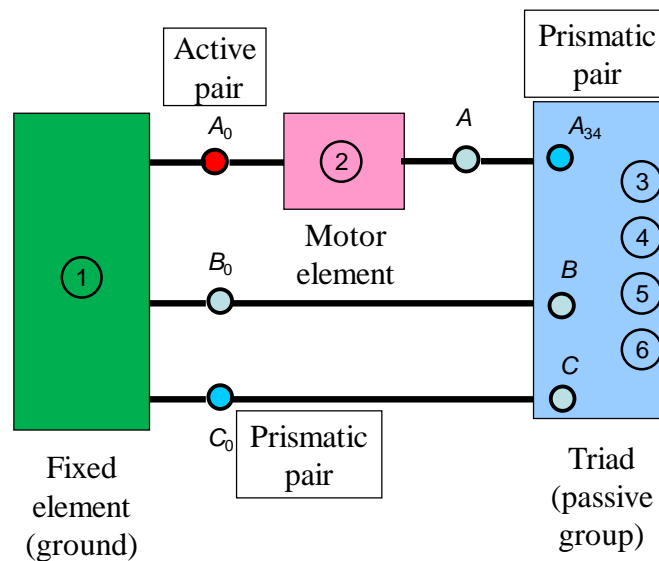 Prismatic
pair
Active
pair
A₀
A
A₃₄
2
3
4
Motor
element
1
B₀
B
5
6
C
C₀
Prismatic
pair
Fixed
element
(ground)
Triad
(passive
group)